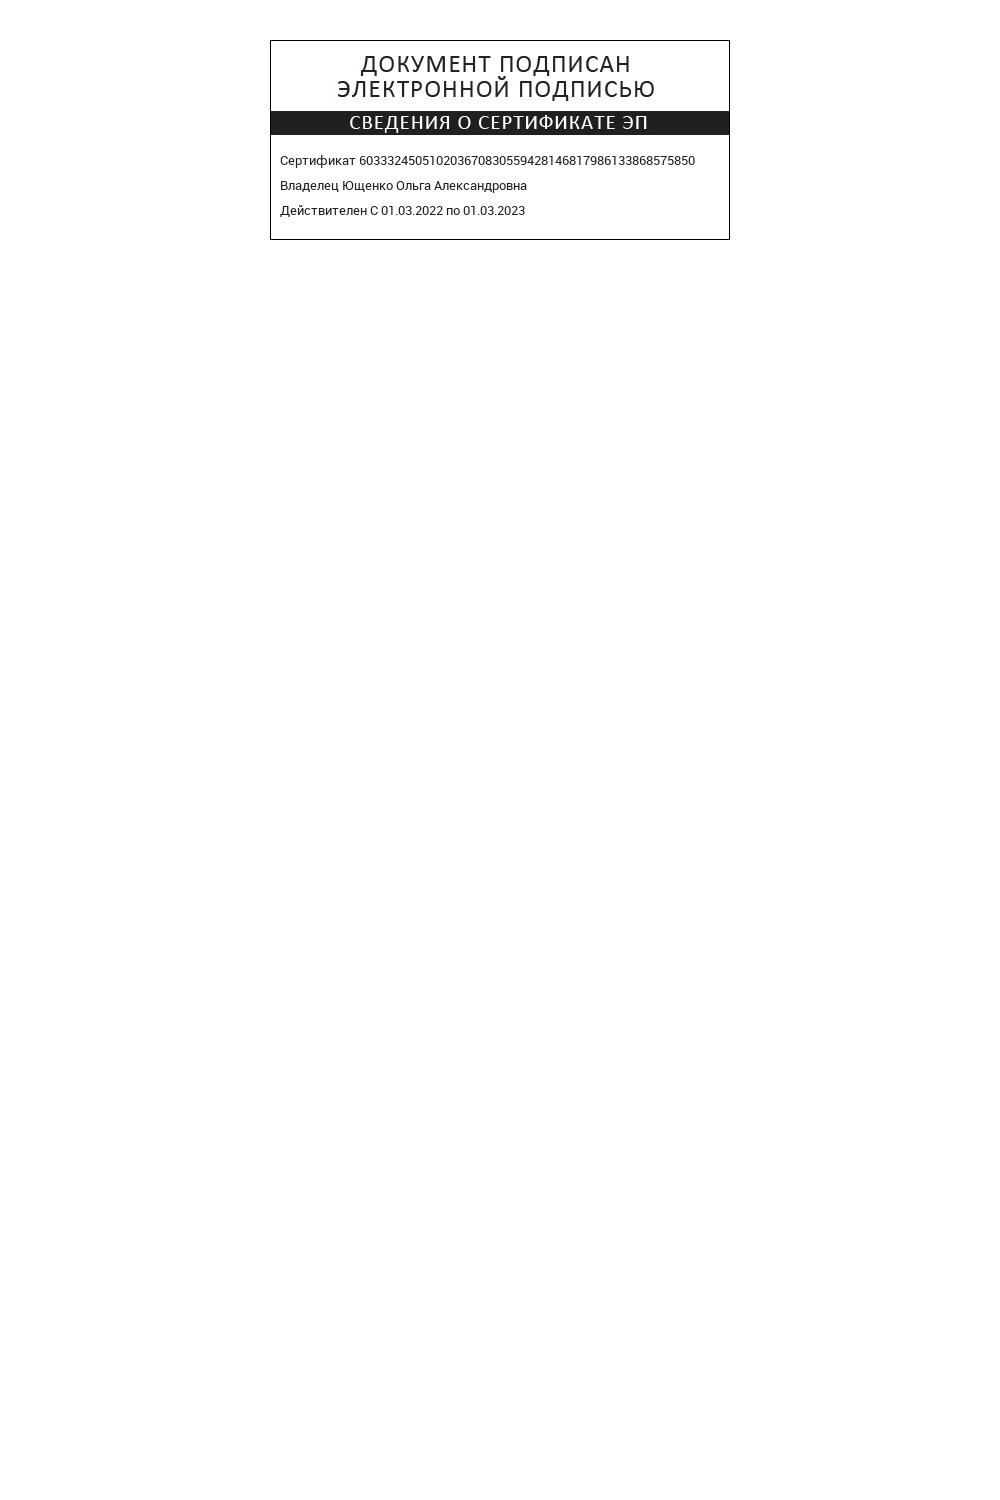 ДОКУМЕНТ ПОДПИСАН
ЭЛЕКТРОННОЙ ПОДПИСЬЮ
СВЕДЕНИЯ О СЕРТИФИКАТЕ ЭП
Сертификат 603332450510203670830559428146817986133868575850
Владелец Ющенко Ольга Александровна
Действителен С 01.03.2022 по 01.03.2023